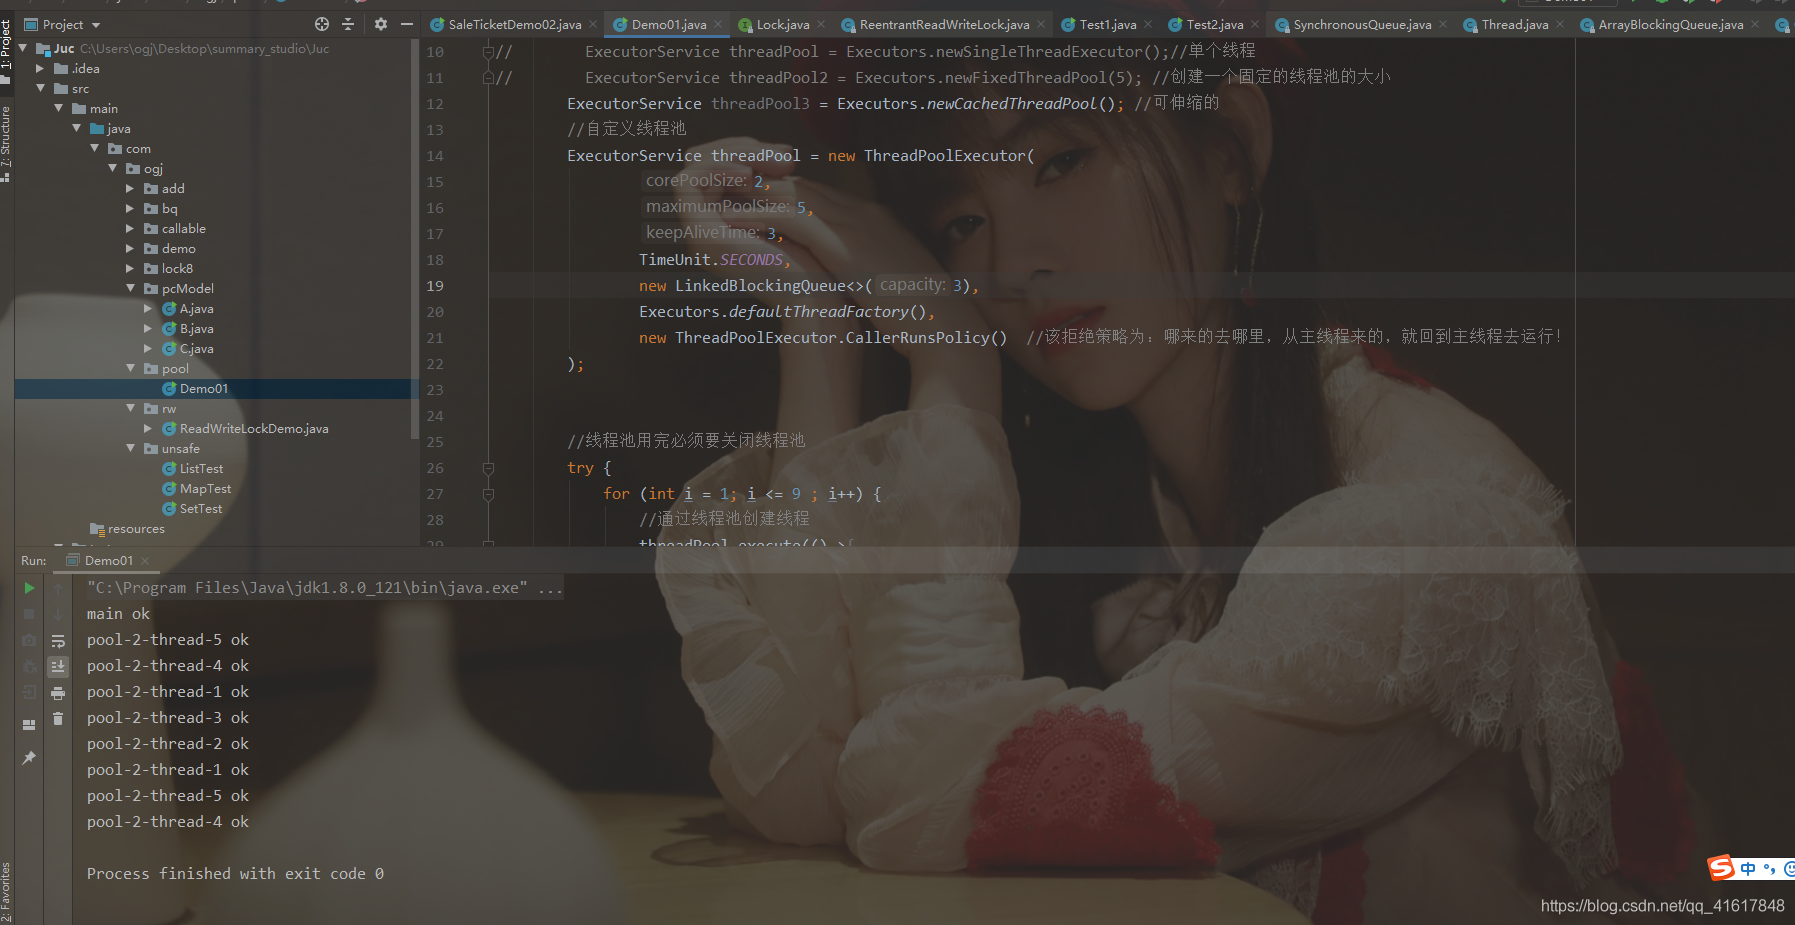 Project
SaleTicketDemo02.java
Demo01.java
Lock.java
ReentrantReadWriteLock.java
Test1.java
Test2.java
SynchronousQueue.java
Thread.java
ArrayBlockingQueue.java
1: Project
7: Structure
2: Favorites
Juc C:\Users\ogj\Desktop\summary_studio\Juc
.idea
src
main
java
com
ogj
add
bq
callable
demo
lock8
pcModel
A.java
B.java
C.java
pool
Demo01
rw
ReadWriteLockDemo.java
unsafe
ListTest
MapTest
SetTest
resources
10 // ExecutorService threadPool = Executors.newSingleThreadExecutor();//单个线程
11 // ExecutorService threadPool2 = Executors.newFixedThreadPool(5); //创建一个固定的线程池的大小
12 ExecutorService threadPool3 = Executors.newCachedThreadPool(); //可伸缩的
13 //自定义线程池
14 ExecutorService threadPool = new ThreadPoolExecutor(
15 corePoolSize: 2,
16 maximumPoolSize: 5,
17 keepAliveTime: 3,
18 TimeUnit.SECONDS,
19 new LinkedBlockingQueue<>( capacity: 3),
20 Executors.defaultThreadFactory(),
21 new ThreadPoolExecutor.CallerRunsPolicy() //该拒绝策略为：哪来的去哪里，从主线程来的，就回到主线程去运行！
22 );
23
24
25 //线程池用完必须要关闭线程池
26 try {
27 for (int i = 1; i <= 9 ; i++) {
28 //通过线程池创建线程
29 threadPool.execute(()->{
Run: Demo01
"C:\Program Files\Java\jdk1.8.0_121\bin\java.exe" ...
main ok
pool-2-thread-5 ok
pool-2-thread-4 ok
pool-2-thread-1 ok
pool-2-thread-3 ok
pool-2-thread-2 ok
pool-2-thread-1 ok
pool-2-thread-5 ok
pool-2-thread-4 ok
Process finished with exit code 0
中
https://blog.csdn.net/qq_41617848